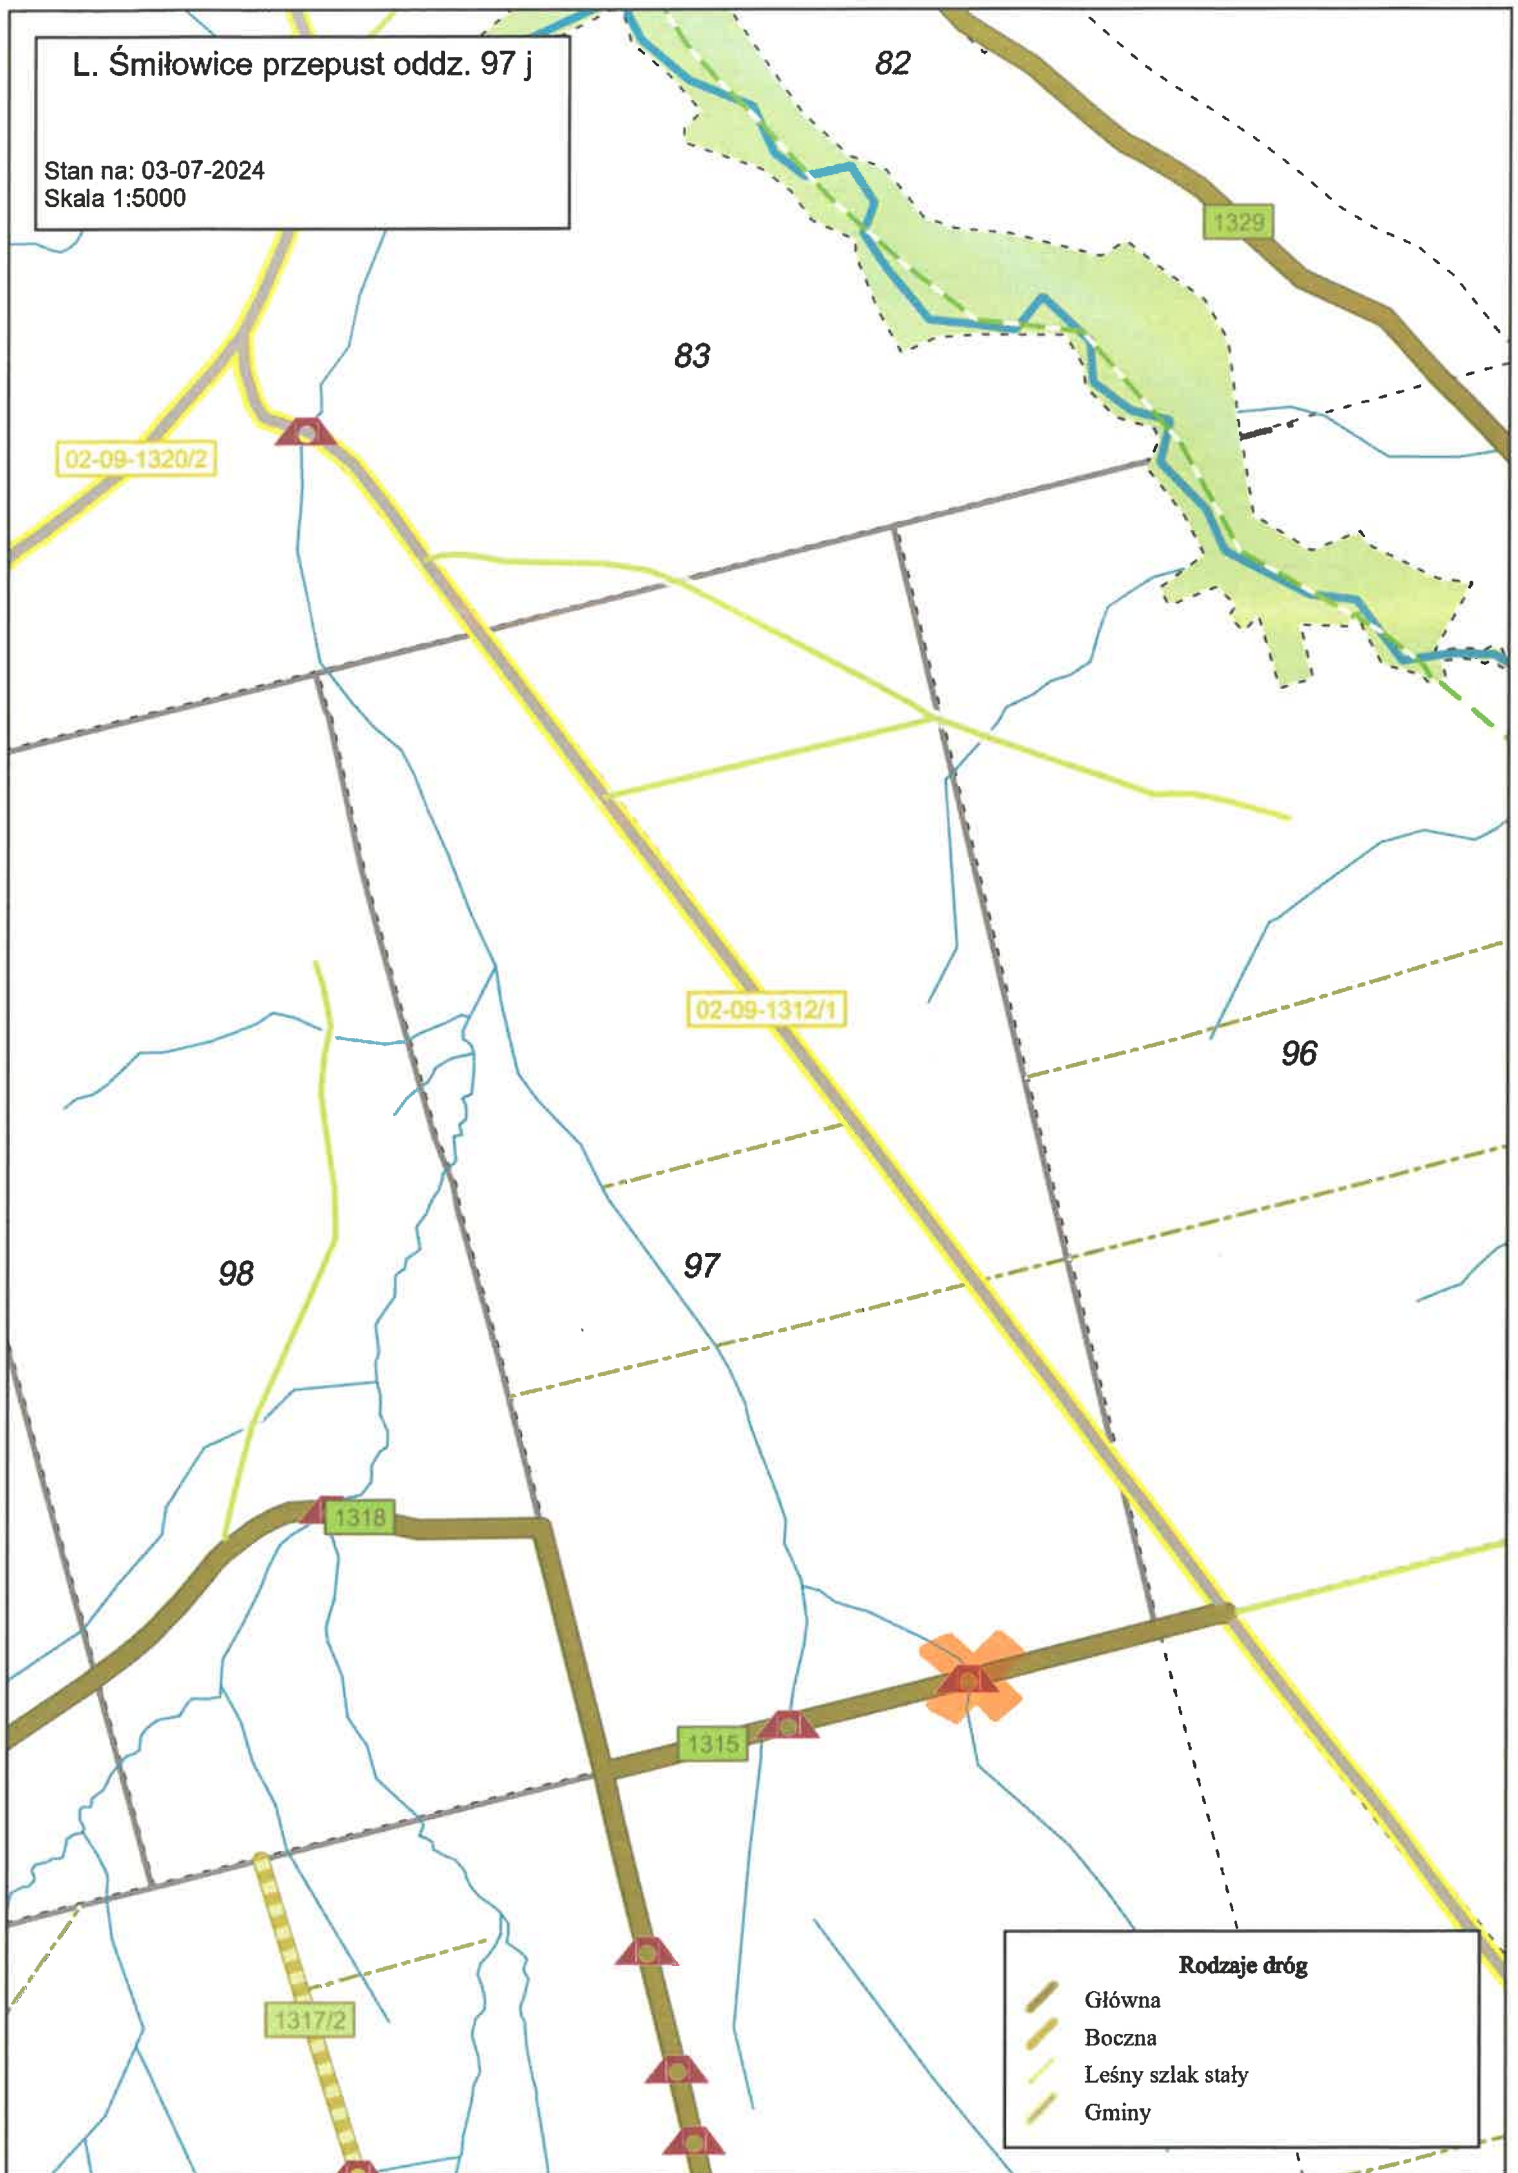 L. Śmiłowice przepust oddz. 97 j
Stan na: 03-07-2024
Skala 1:5000
82
1329
83
02-09-1320/2
02-09-1312/1
96
98
97
1318
1315
1317/2
Rodzaje dróg
Główna
Boczna
Leśny szlak stały
Gminy